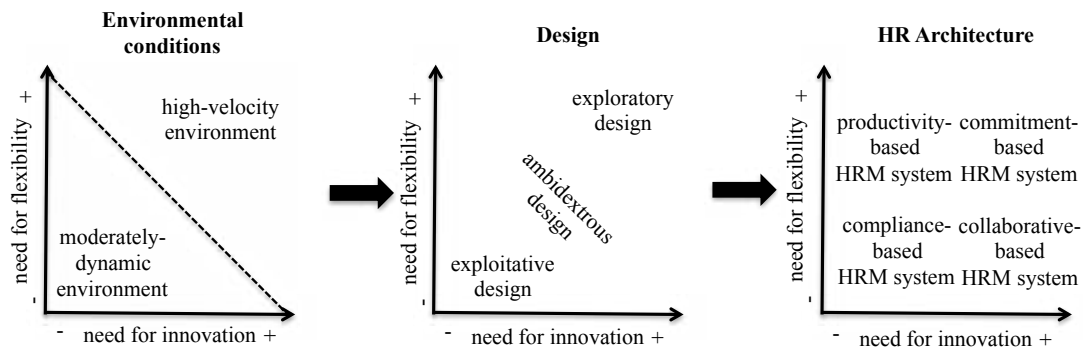 Environmental
conditions
need for flexibility
+
-
high-velocity
environment
moderately-
dynamic
environment
- need for innovation +
Design
need for flexibility
+
-
exploratory
design
ambidextrous
design
exploitative
design
- need for innovation +
HR Architecture
need for flexibility
+
-
productivity-
based
HRM system
commitment-
based
HRM system
compliance-
based
HRM system
collaborative-
based
HRM system
- need for innovation +